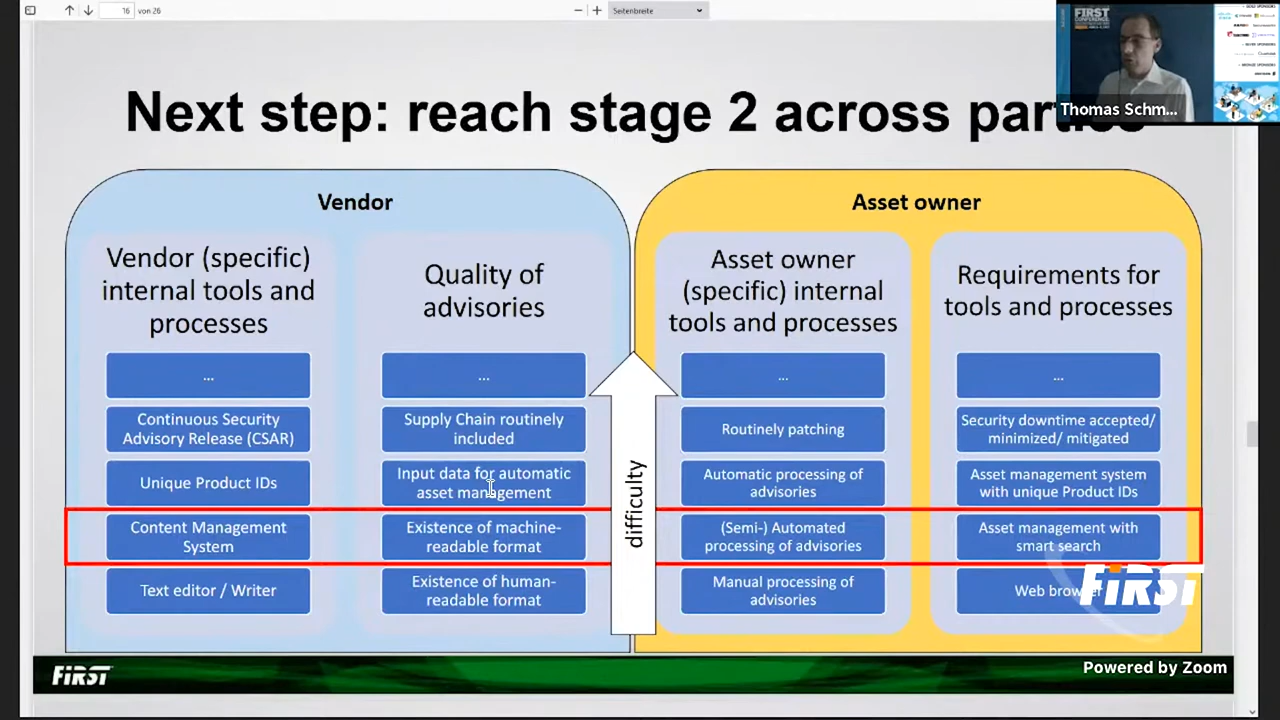 16 von 26
Seitenbreite
FIRST
CONFERENCE
Thomas Schm...
Next step: reach stage 2 across
Vendor
Asset owner
Vendor (specific)
internal tools and
processes
Quality of
advisories
Asset owner
(specific) internal
tools and processes
Requirements for
tools and processes
...
...
...
...
Continuous Security
Advisory Release (CSAR)
Supply Chain routinely
included
Routinely patching
Security downtime accepted/
minimized/ mitigated
Unique Product IDs
Input data for automatic
asset management
Automatic processing of
advisories
Asset management system
with unique Product IDs
Content Management
System
Existence of machine-
readable format
(Semi-) Automated
processing of advisories
Asset management with
smart search
Text editor / Writer
Existence of human-
readable format
Manual processing of
advisories
Web browser
difficulty
FIRST
FIRST
Powered by Zoom